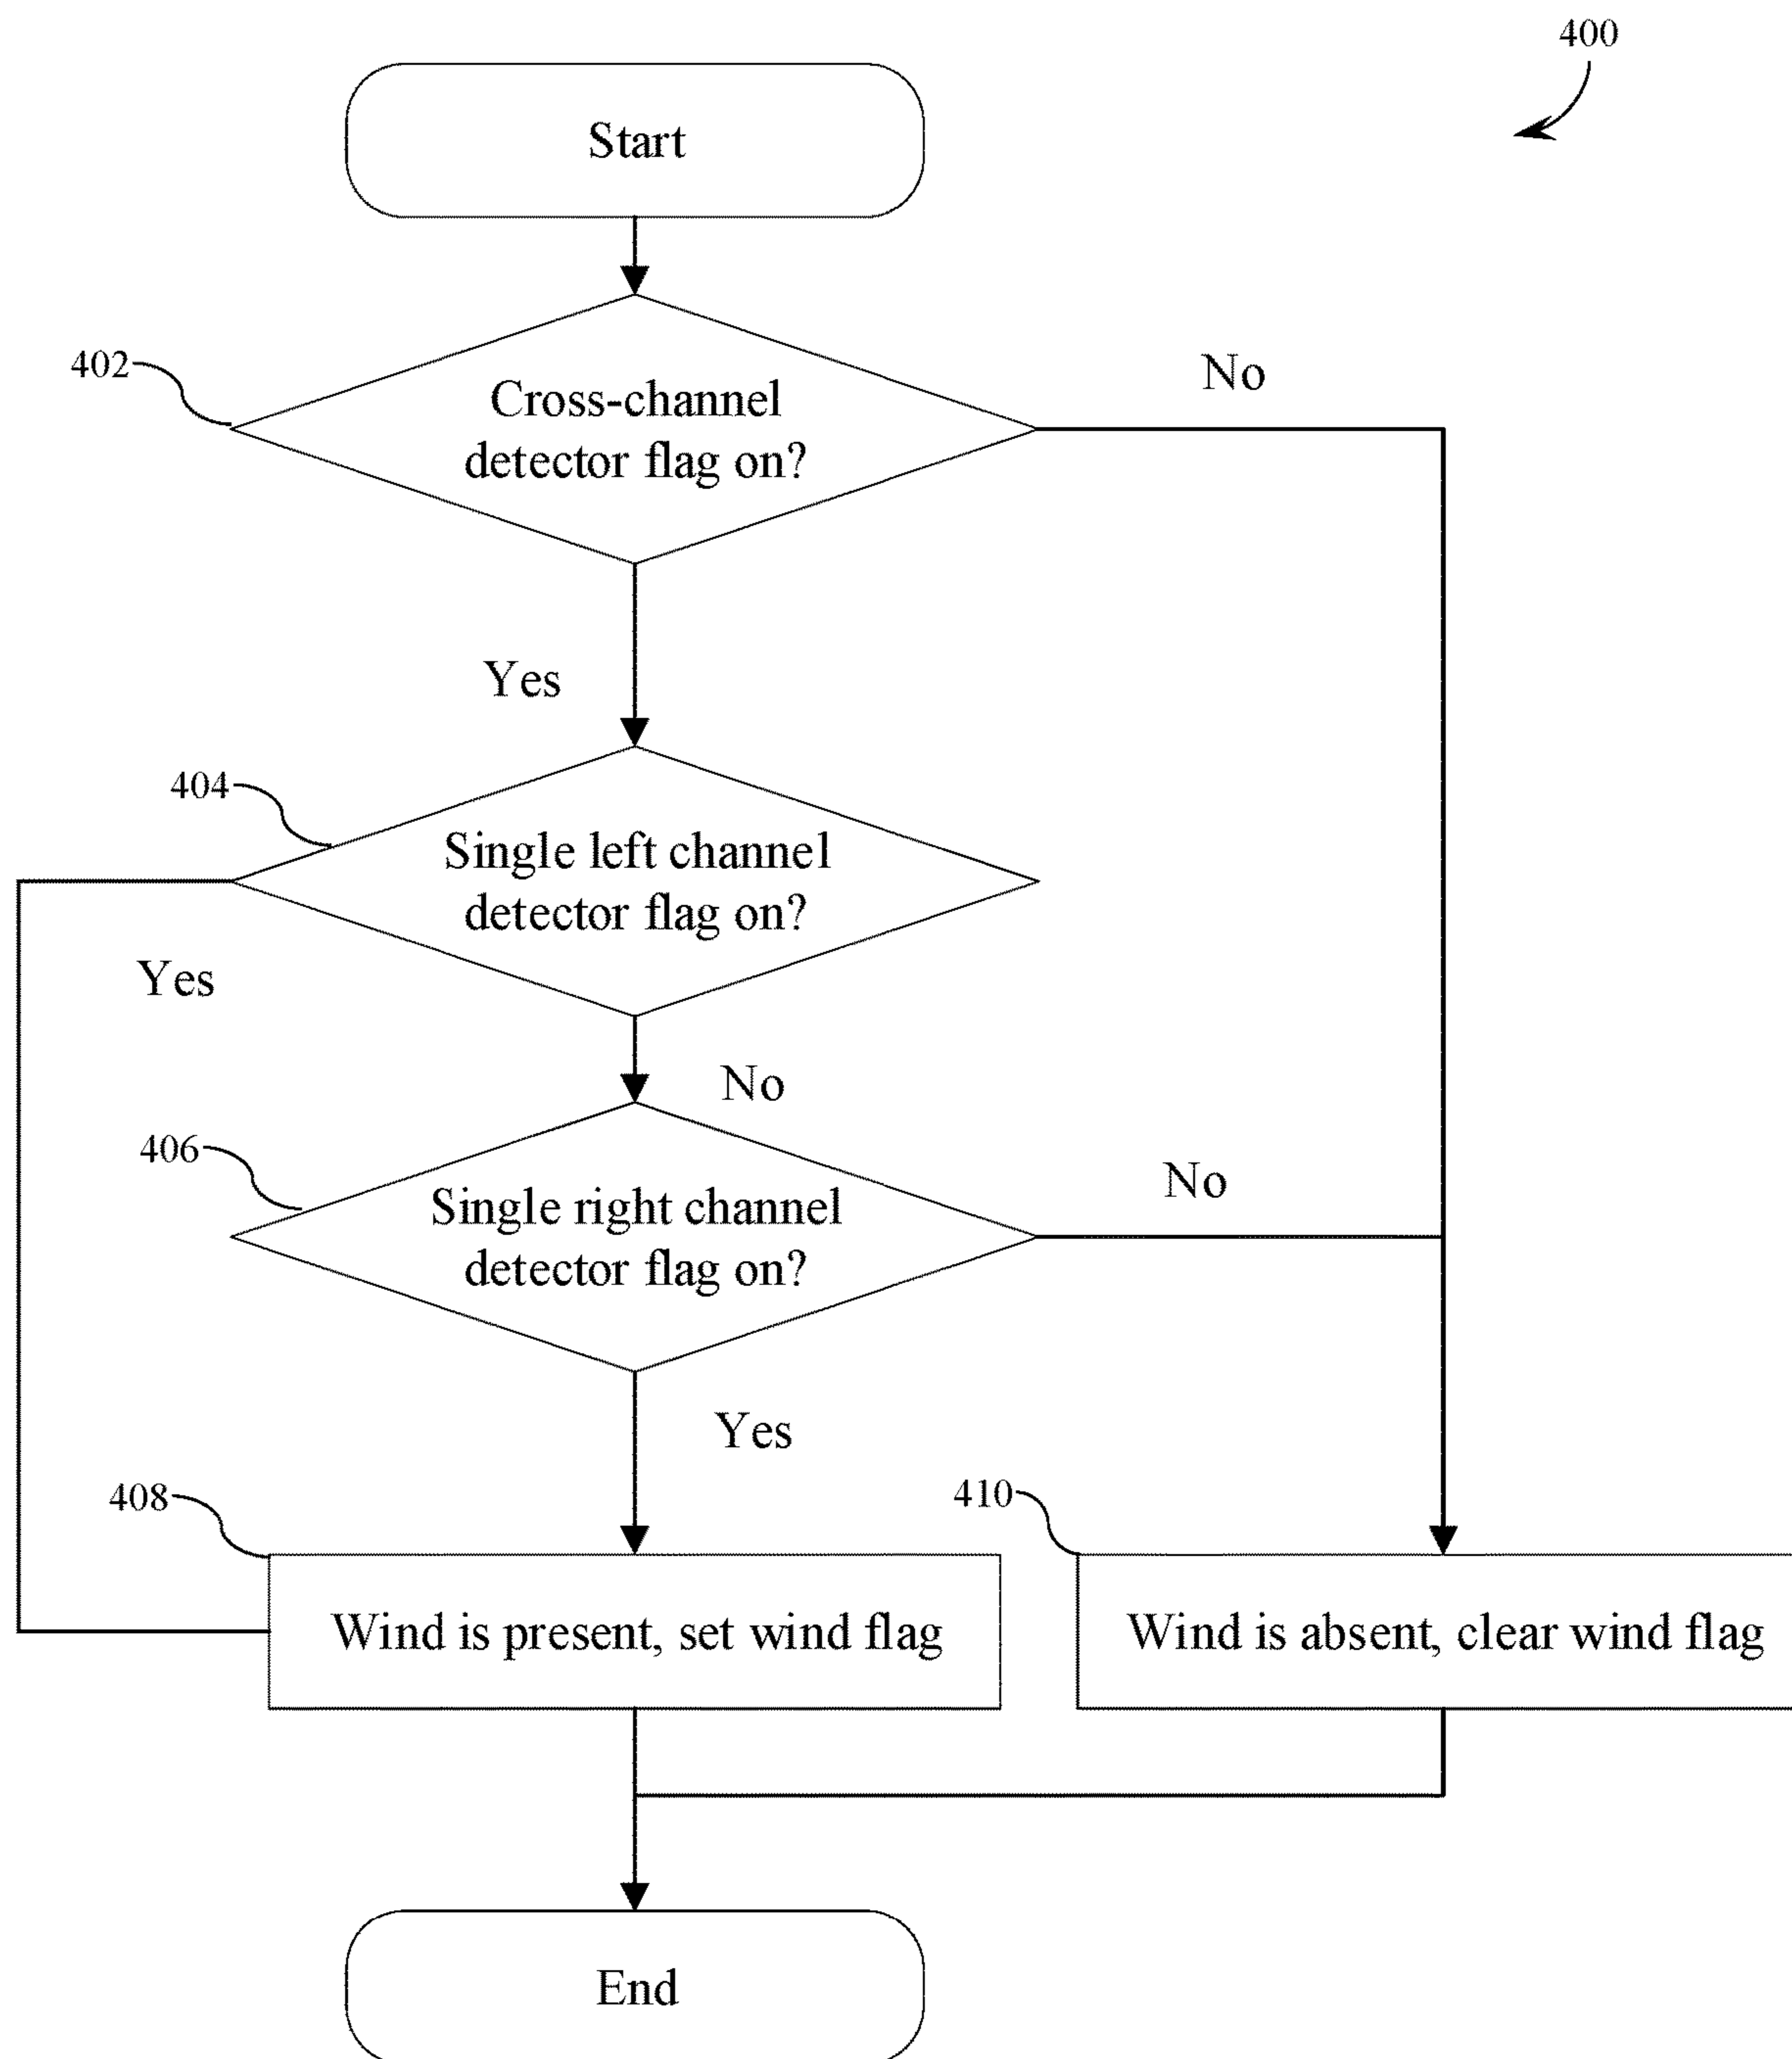 400
Start
402
Cross-channel
detector flag on?
No
Yes
404
Single left channel
detector flag on?
Yes
No
406
Single right channel
detector flag on?
No
Yes
408
Wind is present, set wind flag
410
Wind is absent, clear wind flag
End